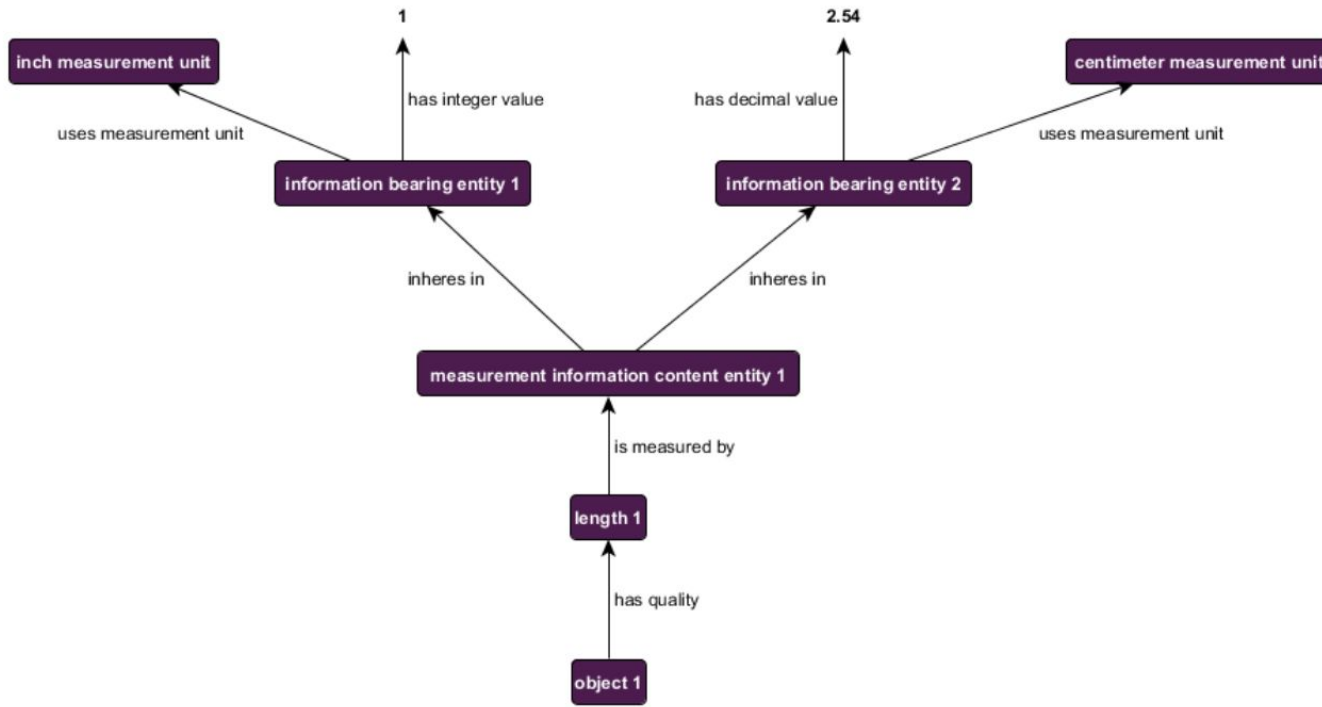 1
2.54
inch measurement unit
centimeter measurement unit
has integer value
has decimal value
uses measurement unit
uses measurement unit
information bearing entity 1
information bearing entity 2
inheres in
inheres in
measurement information content entity 1
is measured by
length 1
has quality
object 1